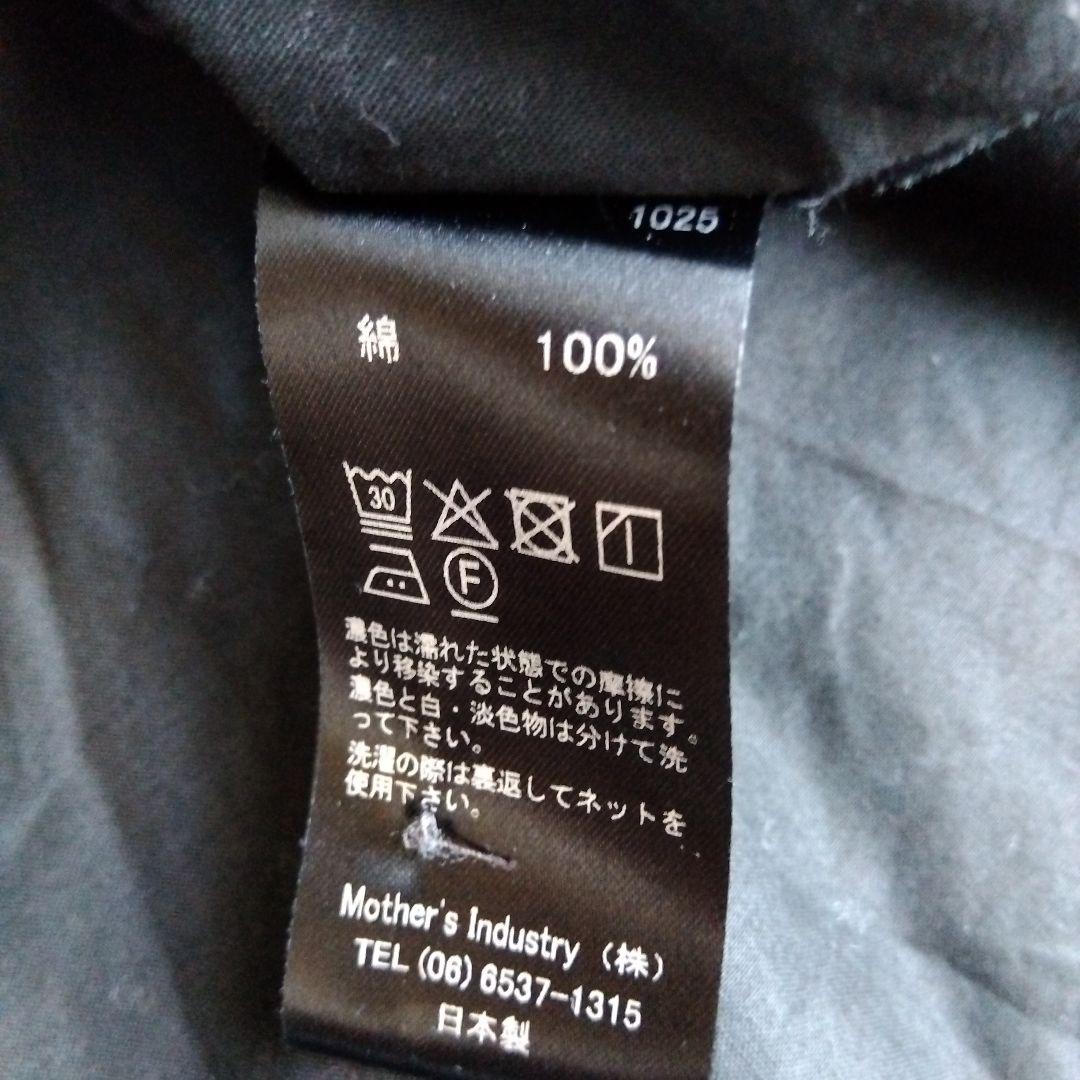 1025
綿 100%
30
F
濃色は濡れた状態での摩擦に
より移染することがあります。
濃色と白・淡色物は分けて洗
って下さい。
洗濯の際は裏返してネットを
使用下さい。
Mother's Industry (株)
TEL (06) 6537-1315
日本製